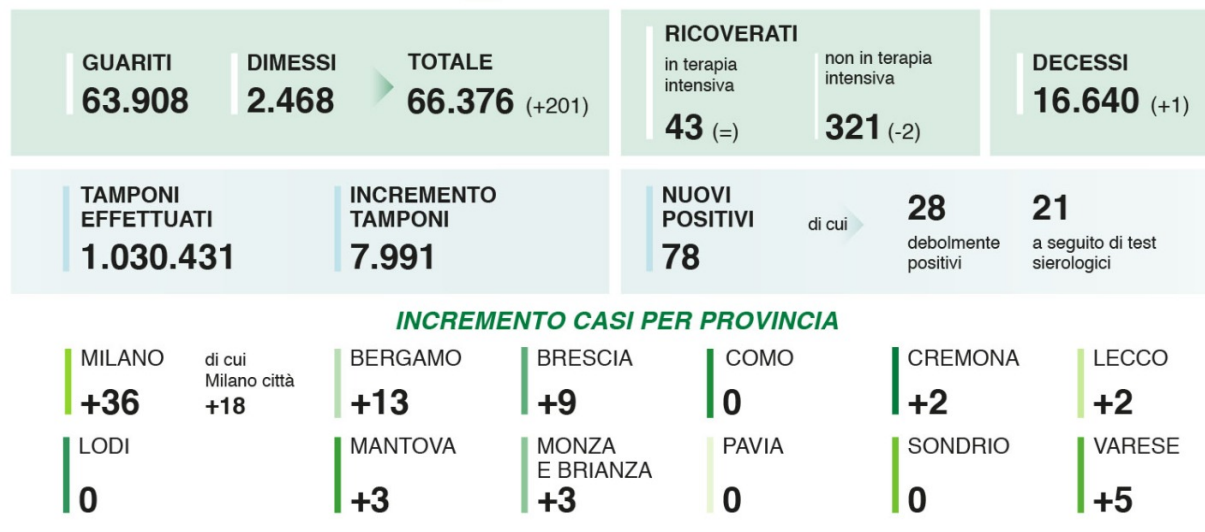 GUARITI
63.908
DIMESSI
2.468
TOTALE
66.376 (+201)
RICOVERATI
in terapia
intensiva
43 (=)
non in terapia
intensiva
321 (-2)
DECESSI
16.640 (+1)
TAMPONI
EFFETTUATI
1.030.431
INCREMENTO
TAMPONI
7.991
NUOVI
POSITIVI
78
di cui
28
debolmente
positivi
21
a seguito di test
sierologici
INCREMENTO CASI PER PROVINCIA
MILANO
+36
di cui
Milano città
+18
BERGAMO
+13
BRESCIA
+9
COMO
0
CREMONA
+2
LECCO
+2
LODI
0
MANTOVA
+3
MONZA
E BRIANZA
+3
PAVIA
0
SONDRIO
0
VARESE
+5